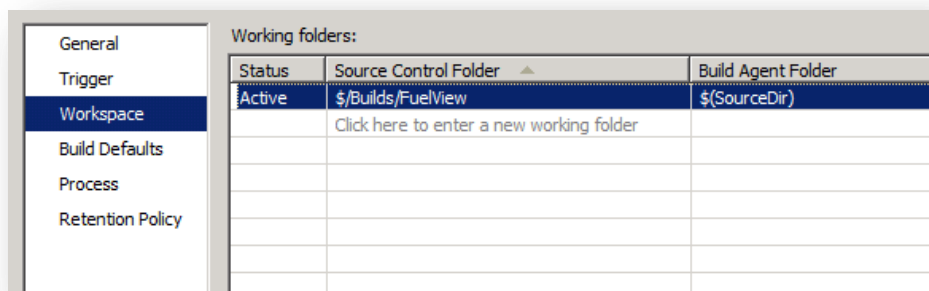 General
Trigger
Workspace
Build Defaults
Process
Retention Policy
Working folders:
Status Source Control Folder Build Agent Folder
Active $/Builds/FuelView $(SourceDir)
Click here to enter a new working folder